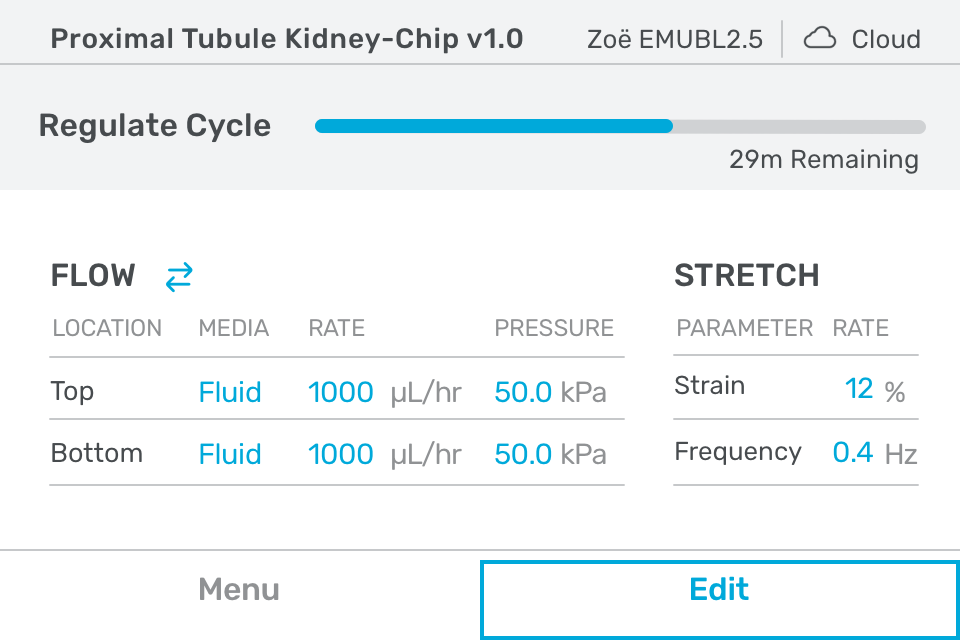 Proximal Tubule Kidney-Chip v1.0 Zoë EMUBL2.5 Cloud
Regulate Cycle
29m Remaining
FLOW STRETCH
LOCATION MEDIA RATE PRESSURE PARAMETER RATE
Top Fluid 1000 µL/hr 50.0 kPa Strain 12 %
Bottom Fluid 1000 µL/hr 50.0 kPa Frequency 0.4 Hz
Menu Edit